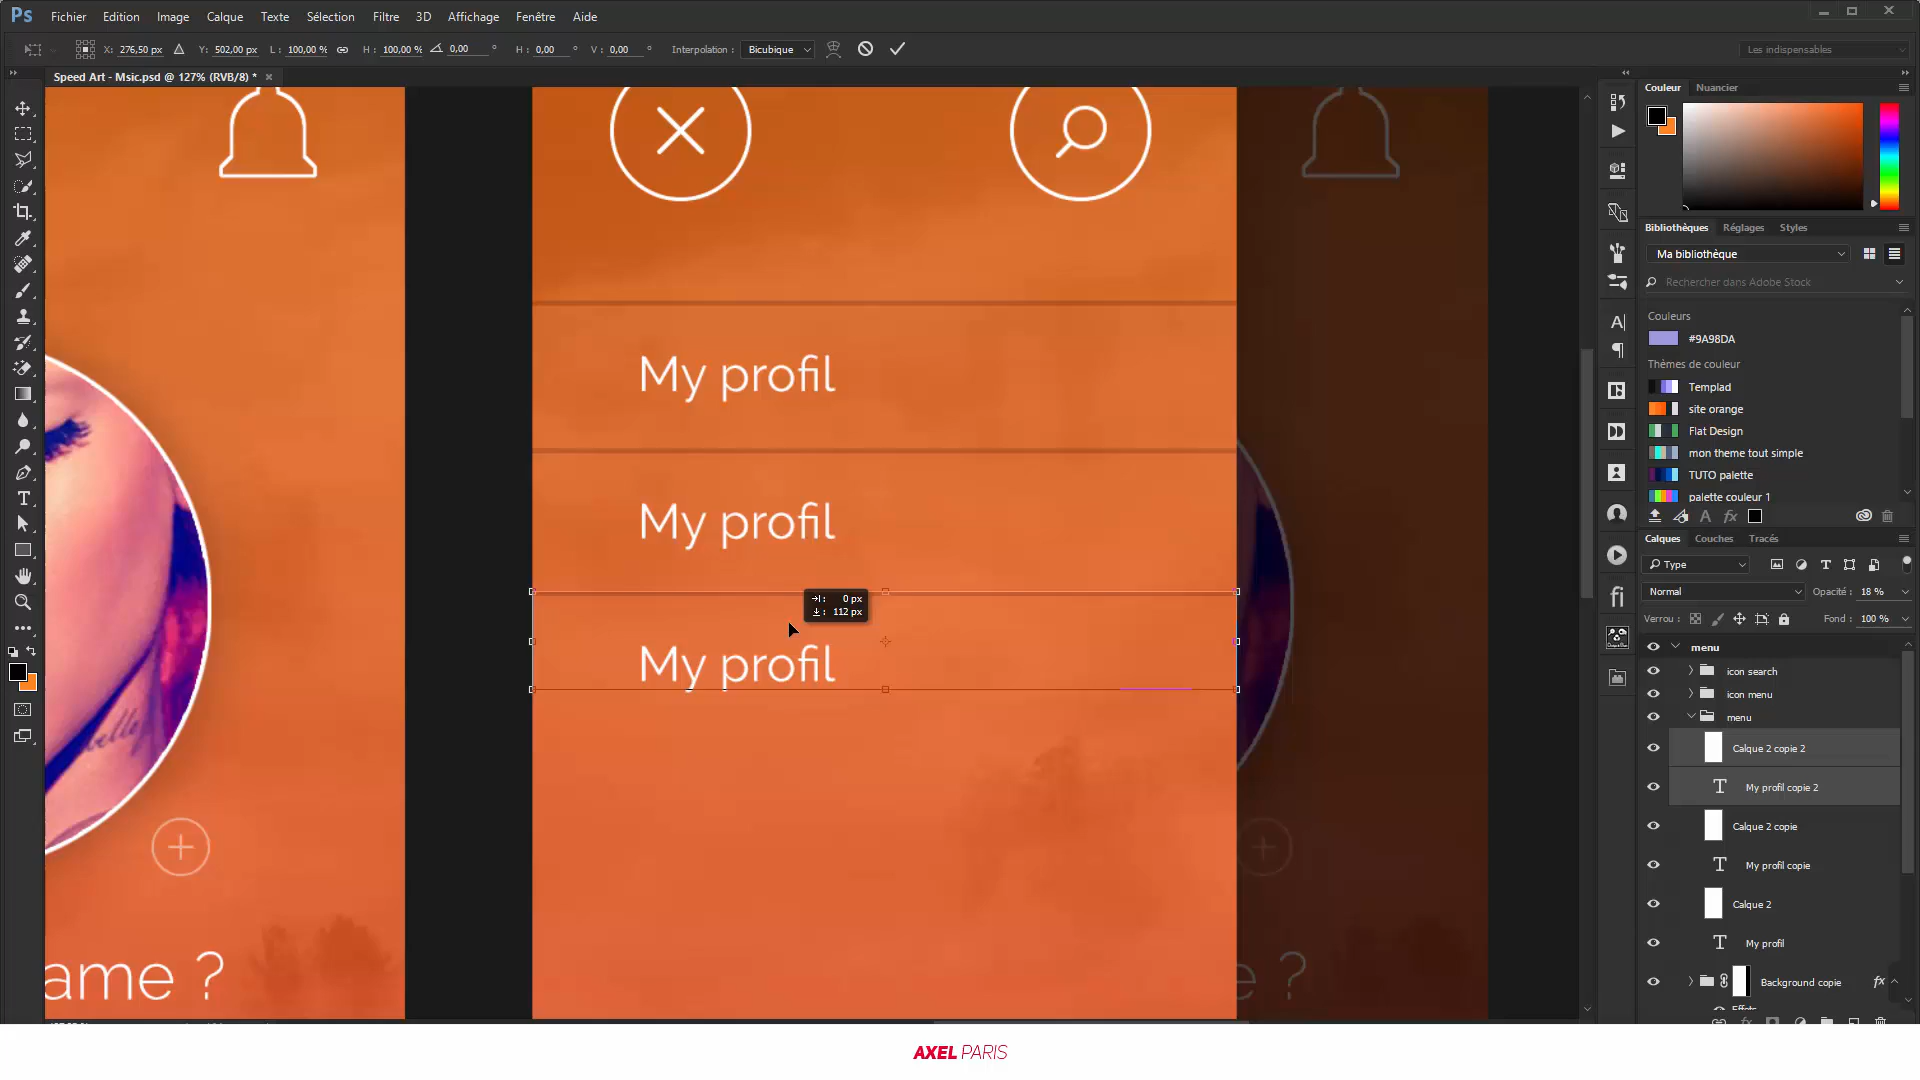 Ps Fichier Edition Image Calque Texte Sélection Filtre 3D Affichage Fenêtre Aide
X: 276,50 px Y: 502,00 px L: 100,00 % H: 100,00 % 0,00 ° H: 0,00 ° V: 0,00 ° Interpolation : Bicubique Les indispensables
Speed Art - Msic.psd @ 127% (RVB/8) *
Couleur Nuancier
Bibliothèques Réglages Styles
Ma bibliothèque
Rechercher dans Adobe Stock
Couleurs
#9A98DA
Thèmes de couleur
Templad
site orange
Flat Design
mon theme tout simple
TUTO palette
palette couleur 1
Calques Couches Tracés
Type
Normal Opacité : 18 %
Verrou : Fond : 100 %
menu
icon search
icon menu
menu
Calque 2 copie 2
My profil copie 2
Calque 2 copie
My profil copie
Calque 2
My profil
Background copie fx
My profil
My profil
0 px
112 px
My profil
ame ?
e ?
AXEL PARIS